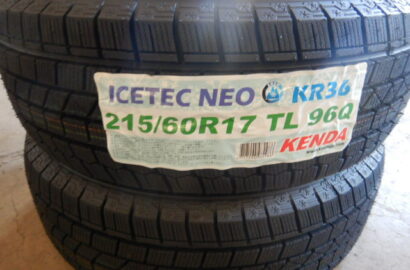 ICETEC NEO KR36
215/60R17 TL 96Q
KENDA